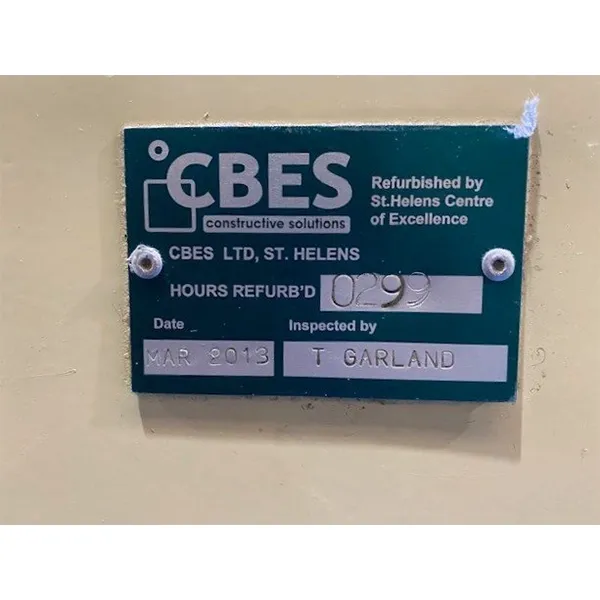 CBES
constructive solutions
Refurbished by
St.Helens Centre
of Excellence
CBES LTD, ST. HELENS
HOURS REFURB'D 0299
Date Inspected by
MAR 2013 T GARLAND